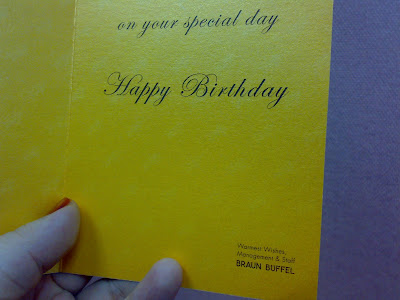 on your special day
Happy Birthday
Warmest Wishes,
Management & Staff
BRAUN BUFFEL